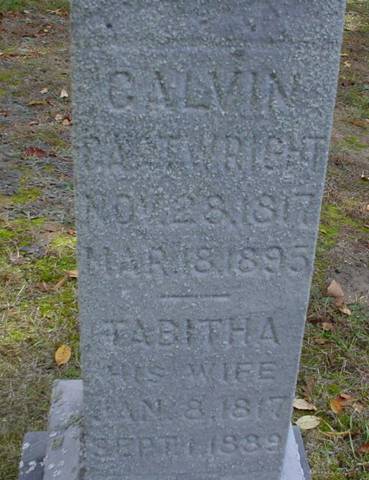 CALVIN
CARTWRIGHT
NOV. 28, 1817
MAR. 18, 1895
TABITHA
HIS WIFE
JAN 8, 1817
SEPT 1, 1889